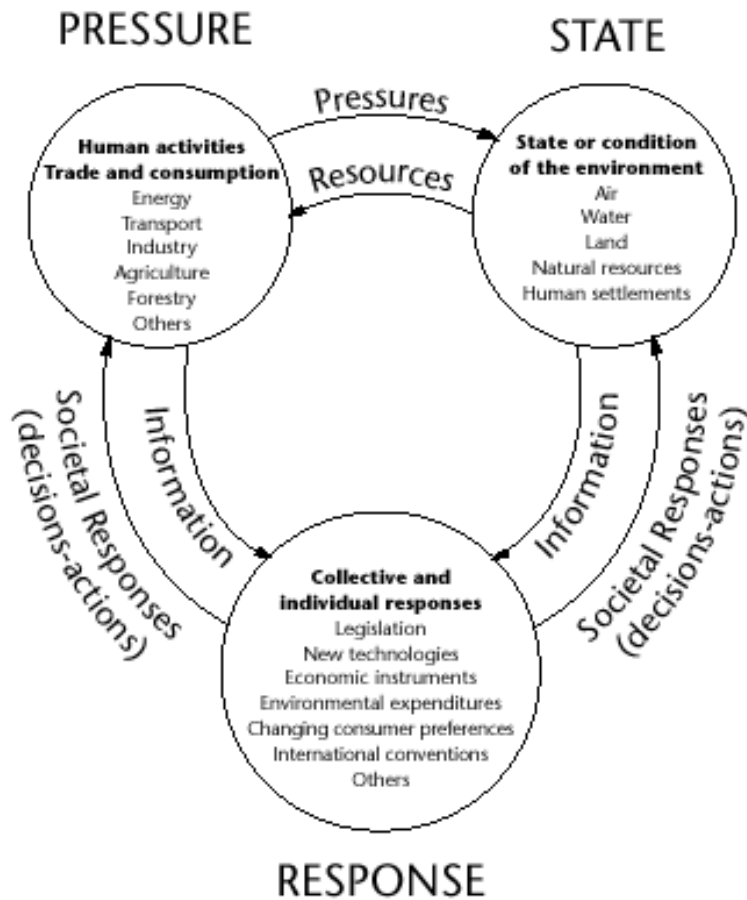 PRESSURE
STATE
Pressures
Resources
Human activities
Trade and consumption
Energy
Transport
Industry
Agriculture
Forestry
Others
State or condition
of the environment
Air
Water
Land
Natural resources
Human settlements
Societal Responses
(decisions-actions)
Information
Information
Societal Responses
(decisions-actions)
Collective and
individual responses
Legislation
New technologies
Economic instruments
Environmental expenditures
Changing consumer preferences
International conventions
Others
RESPONSE